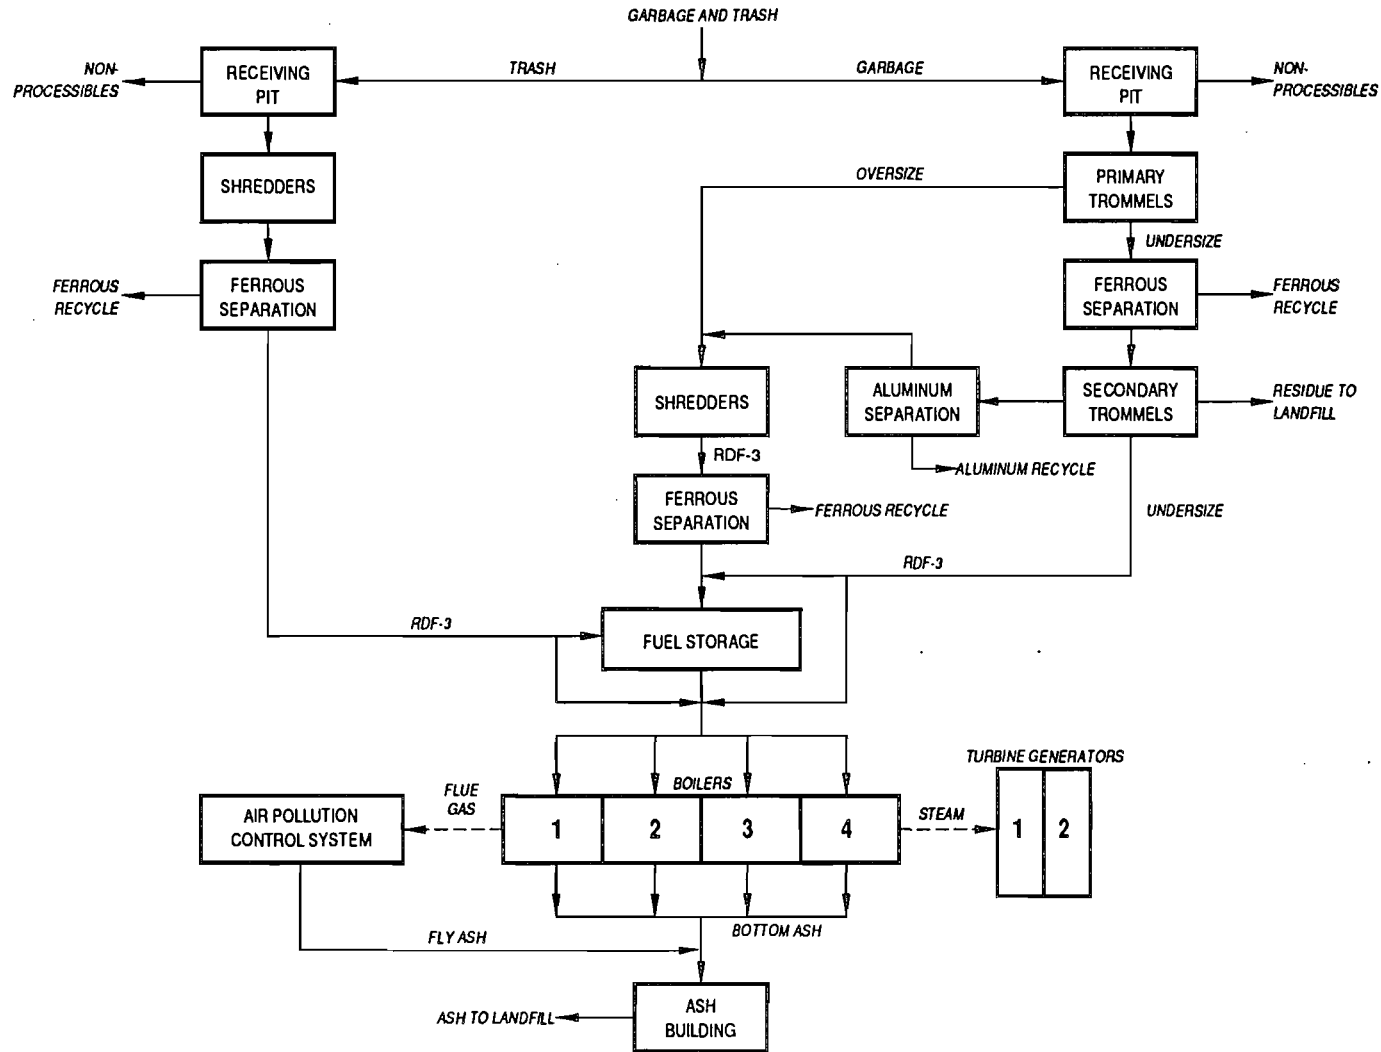 GARBAGE AND TRASH
NON-
PROCESSIBLES
RECEIVING
PIT
TRASH
GARBAGE
RECEIVING
PIT
NON-
PROCESSIBLES
SHREDDERS
OVERSIZE
PRIMARY
TROMMELS
UNDERSIZE
FERROUS
RECYCLE
FERROUS
SEPARATION
FERROUS
SEPARATION
FERROUS
RECYCLE
SHREDDERS
ALUMINUM
SEPARATION
SECONDARY
TROMMELS
RESIDUE TO
LANDFILL
RDF-3
ALUMINUM RECYCLE
FERROUS
SEPARATION
FERROUS RECYCLE
UNDERSIZE
RDF-3
RDF-3
FUEL STORAGE
TURBINE GENERATORS
BOILERS
FLUE
GAS
AIR POLLUTION
CONTROL SYSTEM
1
2
3
4
STEAM
1
2
BOTTOM ASH
FLY ASH
ASH TO LANDFILL
ASH
BUILDING